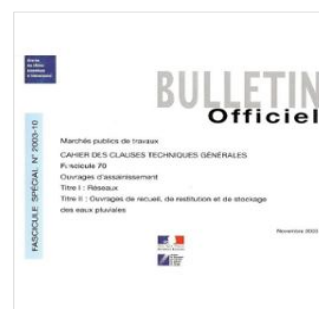 BULLETIN
Officiel
Marchés publics de travaux
CAHIER DES CLAUSES TECHNIQUES GÉNÉRALES
Fascicule 70
Ouvrages d'assainissement
Titre I : Réseaux
Titre II : Ouvrages de recueil, de restitution et de stockage
des eaux pluviales
FASCICULE SPÉCIAL N° 2003-10
Novembre 2003